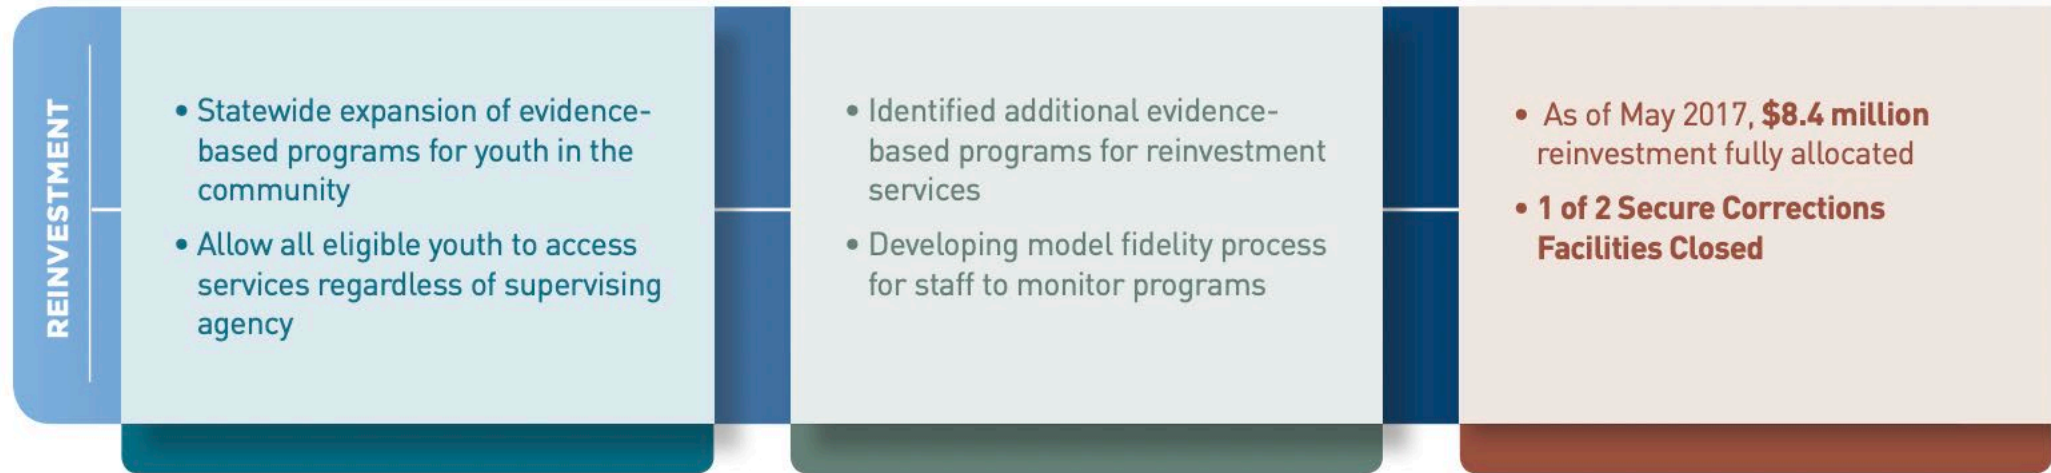 REINVESTMENT
• Statewide expansion of evidence-
based programs for youth in the
community
• Allow all eligible youth to access
services regardless of supervising
agency
• Identified additional evidence-
based programs for reinvestment
services
• Developing model fidelity process
for staff to monitor programs
• As of May 2017, $8.4 million
reinvestment fully allocated
• 1 of 2 Secure Corrections
Facilities Closed